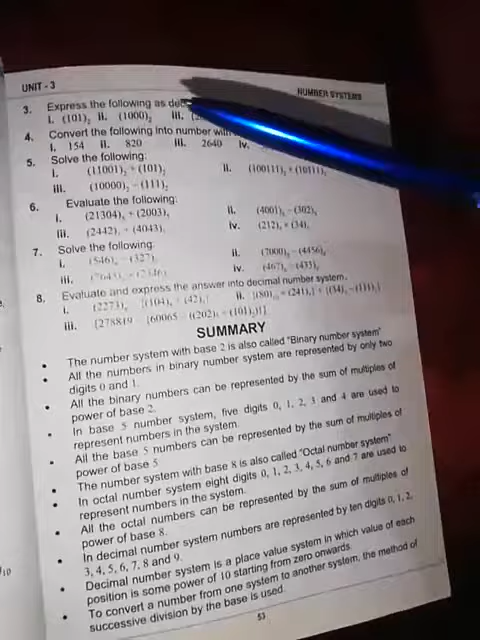 UNIT - 3
NUMBER SYSTEMS
3. Express the following as
i. (101)₂ ii. (1000)₂ iii.
4. Convert the following into number
i. 154 ii. 820 iii. 2640 iv.
5. Solve the following:
i. (11001)₂ + (101)₂ ii. (100111)₂ + (10111)₂
iii. (10000)₂ - (111)₂
6. Evaluate the following:
i. (21304)₅ + (2003)₅ ii. (4001)₅ - (302)₅
iii. (2442)₅ + (4043)₅ iv. (212)₅ × (34)₅
7. Solve the following:
i. (546)₈ - (327)₈ ii. (7000)₈ - (4456)₈
iii. iv. (467)₈ × (433)₈
8. Evaluate and express the answer into decimal number system.
i. (2273)₈ ii.
iii.
SUMMARY
• The number system with base 2 is also called "Binary number system"
• All the numbers in binary number system are represented by only two
digits 0 and 1.
• All the binary numbers can be represented by the sum of multiples of
power of base 2.
• In base 5 number system, five digits 0, 1, 2, 3 and 4 are used to
represent numbers in the system.
• All the base 5 numbers can be represented by the sum of multiples of
power of base 5
• The number system with base 8 is also called "Octal number system"
• In octal number system eight digits 0, 1, 2, 3, 4, 5, 6 and 7 are used to
represent numbers in the system.
• All the octal numbers can be represented by the sum of multiples of
power of base 8.
• In decimal number system numbers are represented by ten digits 0, 1, 2,
3, 4, 5, 6, 7, 8 and 9.
• Decimal number system is a place value system in which value of each
position is some power of 10 starting from zero onwards.
• To convert a number from one system to another system, the method of
successive division by the base is used.
53